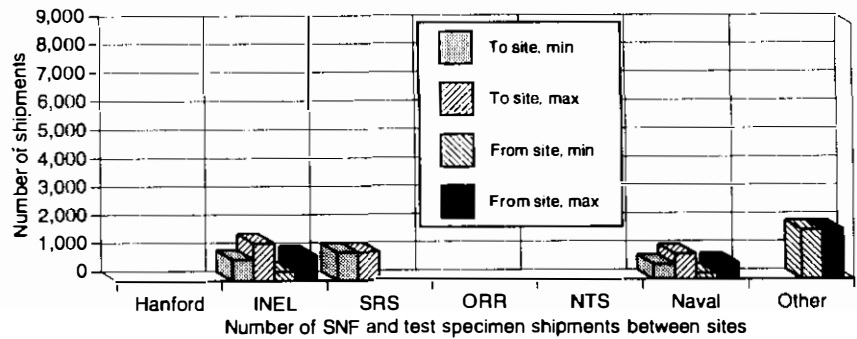 Number of shipments
9,000
8,000
7,000
6,000
5,000
4,000
3,000
2,000
1,000
0
To site, min
To site, max
From site, min
From site, max
Hanford INEL SRS ORR NTS Naval Other
Number of SNF and test specimen shipments between sites